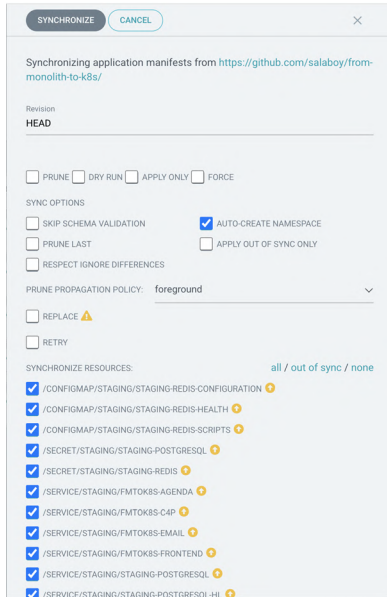 SYNCHRONIZE CANCEL
Synchronizing application manifests from https://github.com/salaboy/from-
monolith-to-k8s/
Revision
HEAD
PRUNE DRY RUN APPLY ONLY FORCE
SYNC OPTIONS
SKIP SCHEMA VALIDATION AUTO-CREATE NAMESPACE
PRUNE LAST APPLY OUT OF SYNC ONLY
RESPECT IGNORE DIFFERENCES
PRUNE PROPAGATION POLICY: foreground
REPLACE
RETRY
SYNCHRONIZE RESOURCES: all / out of sync / none
/CONFIGMAP/STAGING/STAGING-REDIS-CONFIGURATION
/CONFIGMAP/STAGING/STAGING-REDIS-HEALTH
/CONFIGMAP/STAGING/STAGING-REDIS-SCRIPTS
/SECRET/STAGING/STAGING-POSTGRESQL
/SECRET/STAGING/STAGING-REDIS
/SERVICE/STAGING/FMTOK8S-AGENDA
/SERVICE/STAGING/FMTOK8S-C4P
/SERVICE/STAGING/FMTOK8S-EMAIL
/SERVICE/STAGING/FMTOK8S-FRONTEND
/SERVICE/STAGING/STAGING-POSTGRESQL
/SERVICE/STAGING/STAGING-POSTGRESQL-HL